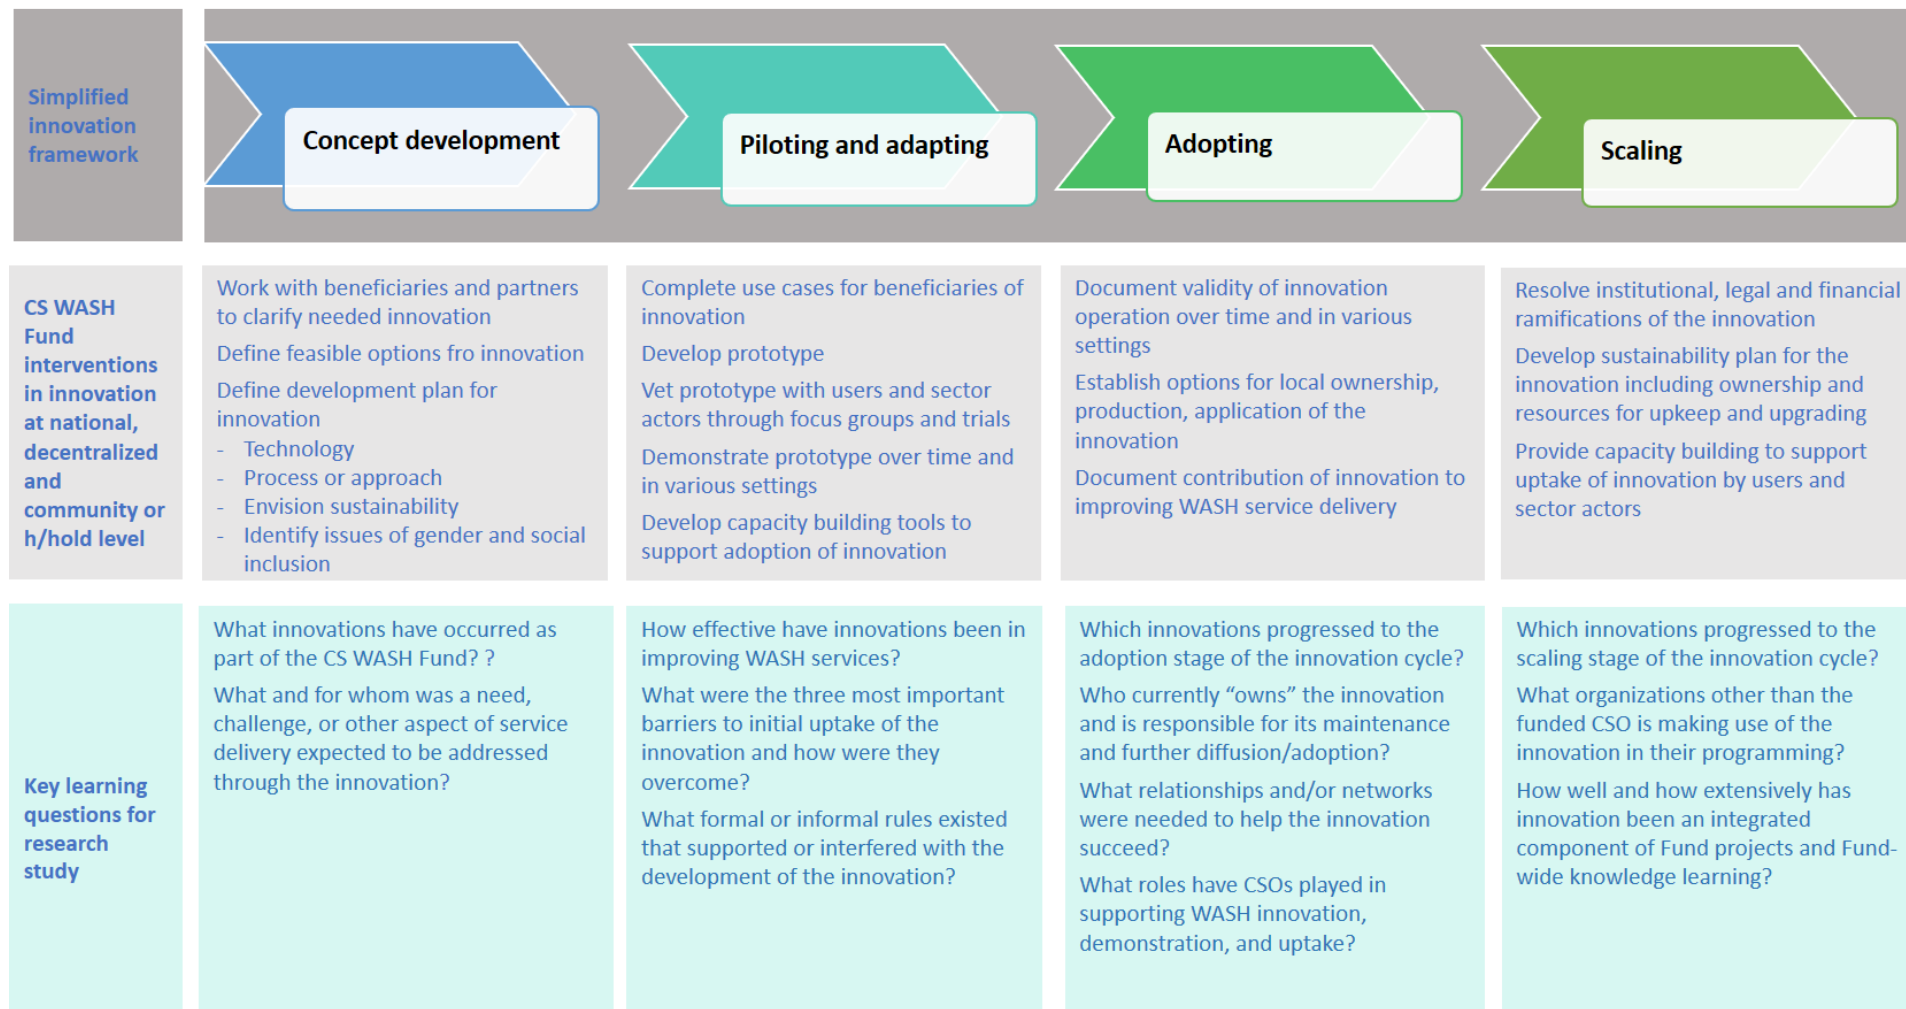 Simplified
innovation
framework
Concept development
Piloting and adapting
Adopting
Scaling
CS WASH
Fund
interventions
in innovation
at national,
decentralized
and
community or
h/hold level
Work with beneficiaries and partners
to clarify needed innovation
Define feasible options fro innovation
Define development plan for
innovation
- Technology
- Process or approach
- Envision sustainability
- Identify issues of gender and social
inclusion
Complete use cases for beneficiaries of
innovation
Develop prototype
Vet prototype with users and sector
actors through focus groups and trials
Demonstrate prototype over time and
in various settings
Develop capacity building tools to
support adoption of innovation
Document validity of innovation
operation over time and in various
settings
Establish options for local ownership,
production, application of the
innovation
Document contribution of innovation to
improving WASH service delivery
Resolve institutional, legal and financial
ramifications of the innovation
Develop sustainability plan for the
innovation including ownership and
resources for upkeep and upgrading
Provide capacity building to support
uptake of innovation by users and
sector actors
Key learning
questions for
research
study
What innovations have occurred as
part of the CS WASH Fund? ?
What and for whom was a need,
challenge, or other aspect of service
delivery expected to be addressed
through the innovation?
How effective have innovations been in
improving WASH services?
What were the three most important
barriers to initial uptake of the
innovation and how were they
overcome?
What formal or informal rules existed
that supported or interfered with the
development of the innovation?
Which innovations progressed to the
adoption stage of the innovation cycle?
Who currently “owns” the innovation
and is responsible for its maintenance
and further diffusion/adoption?
What relationships and/or networks
were needed to help the innovation
succeed?
What roles have CSOs played in
supporting WASH innovation,
demonstration, and uptake?
Which innovations progressed to the
scaling stage of the innovation cycle?
What organizations other than the
funded CSO is making use of the
innovation in their programming?
How well and how extensively has
innovation been an integrated
component of Fund projects and Fund-
wide knowledge learning?